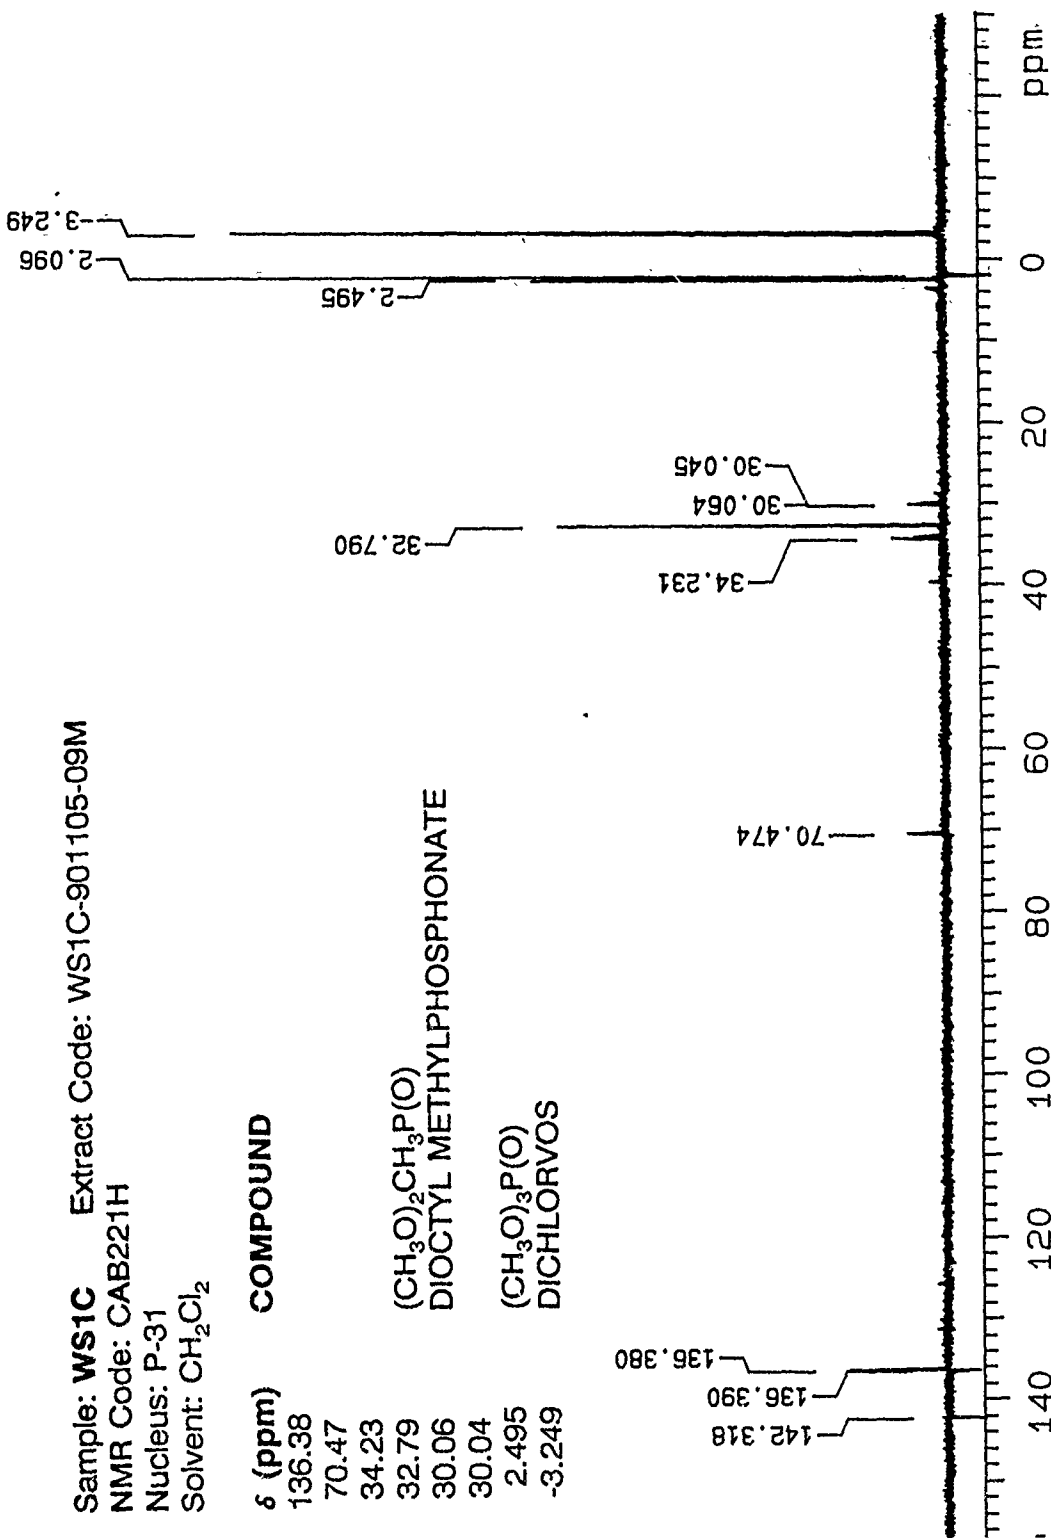 Sample: WS1C Extract Code: WS1C-901105-09M
NMR Code: CAB221H
Nucleus: P-31
Solvent: CH₂Cl₂
δ (ppm) COMPOUND
136.38
70.47
34.23
32.79 (CH₃O)₂CH₃P(O)
30.06 DIOCTYL METHYLPHOSPHONATE
30.04
2.495 (CH₃O)₃P(O)
-3.249 DICHLORVOS
142.318
136.390
136.380
70.474
34.231
32.790
30.064
30.045
2.495
2.096
-3.249
140 120 100 80 60 40 20 0 ppm